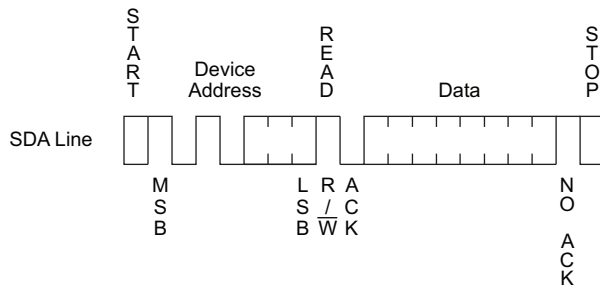 START
Device
Address
READ
Data
STOP
SDA Line
MSB
LSB
R/W
ACK
NO ACK